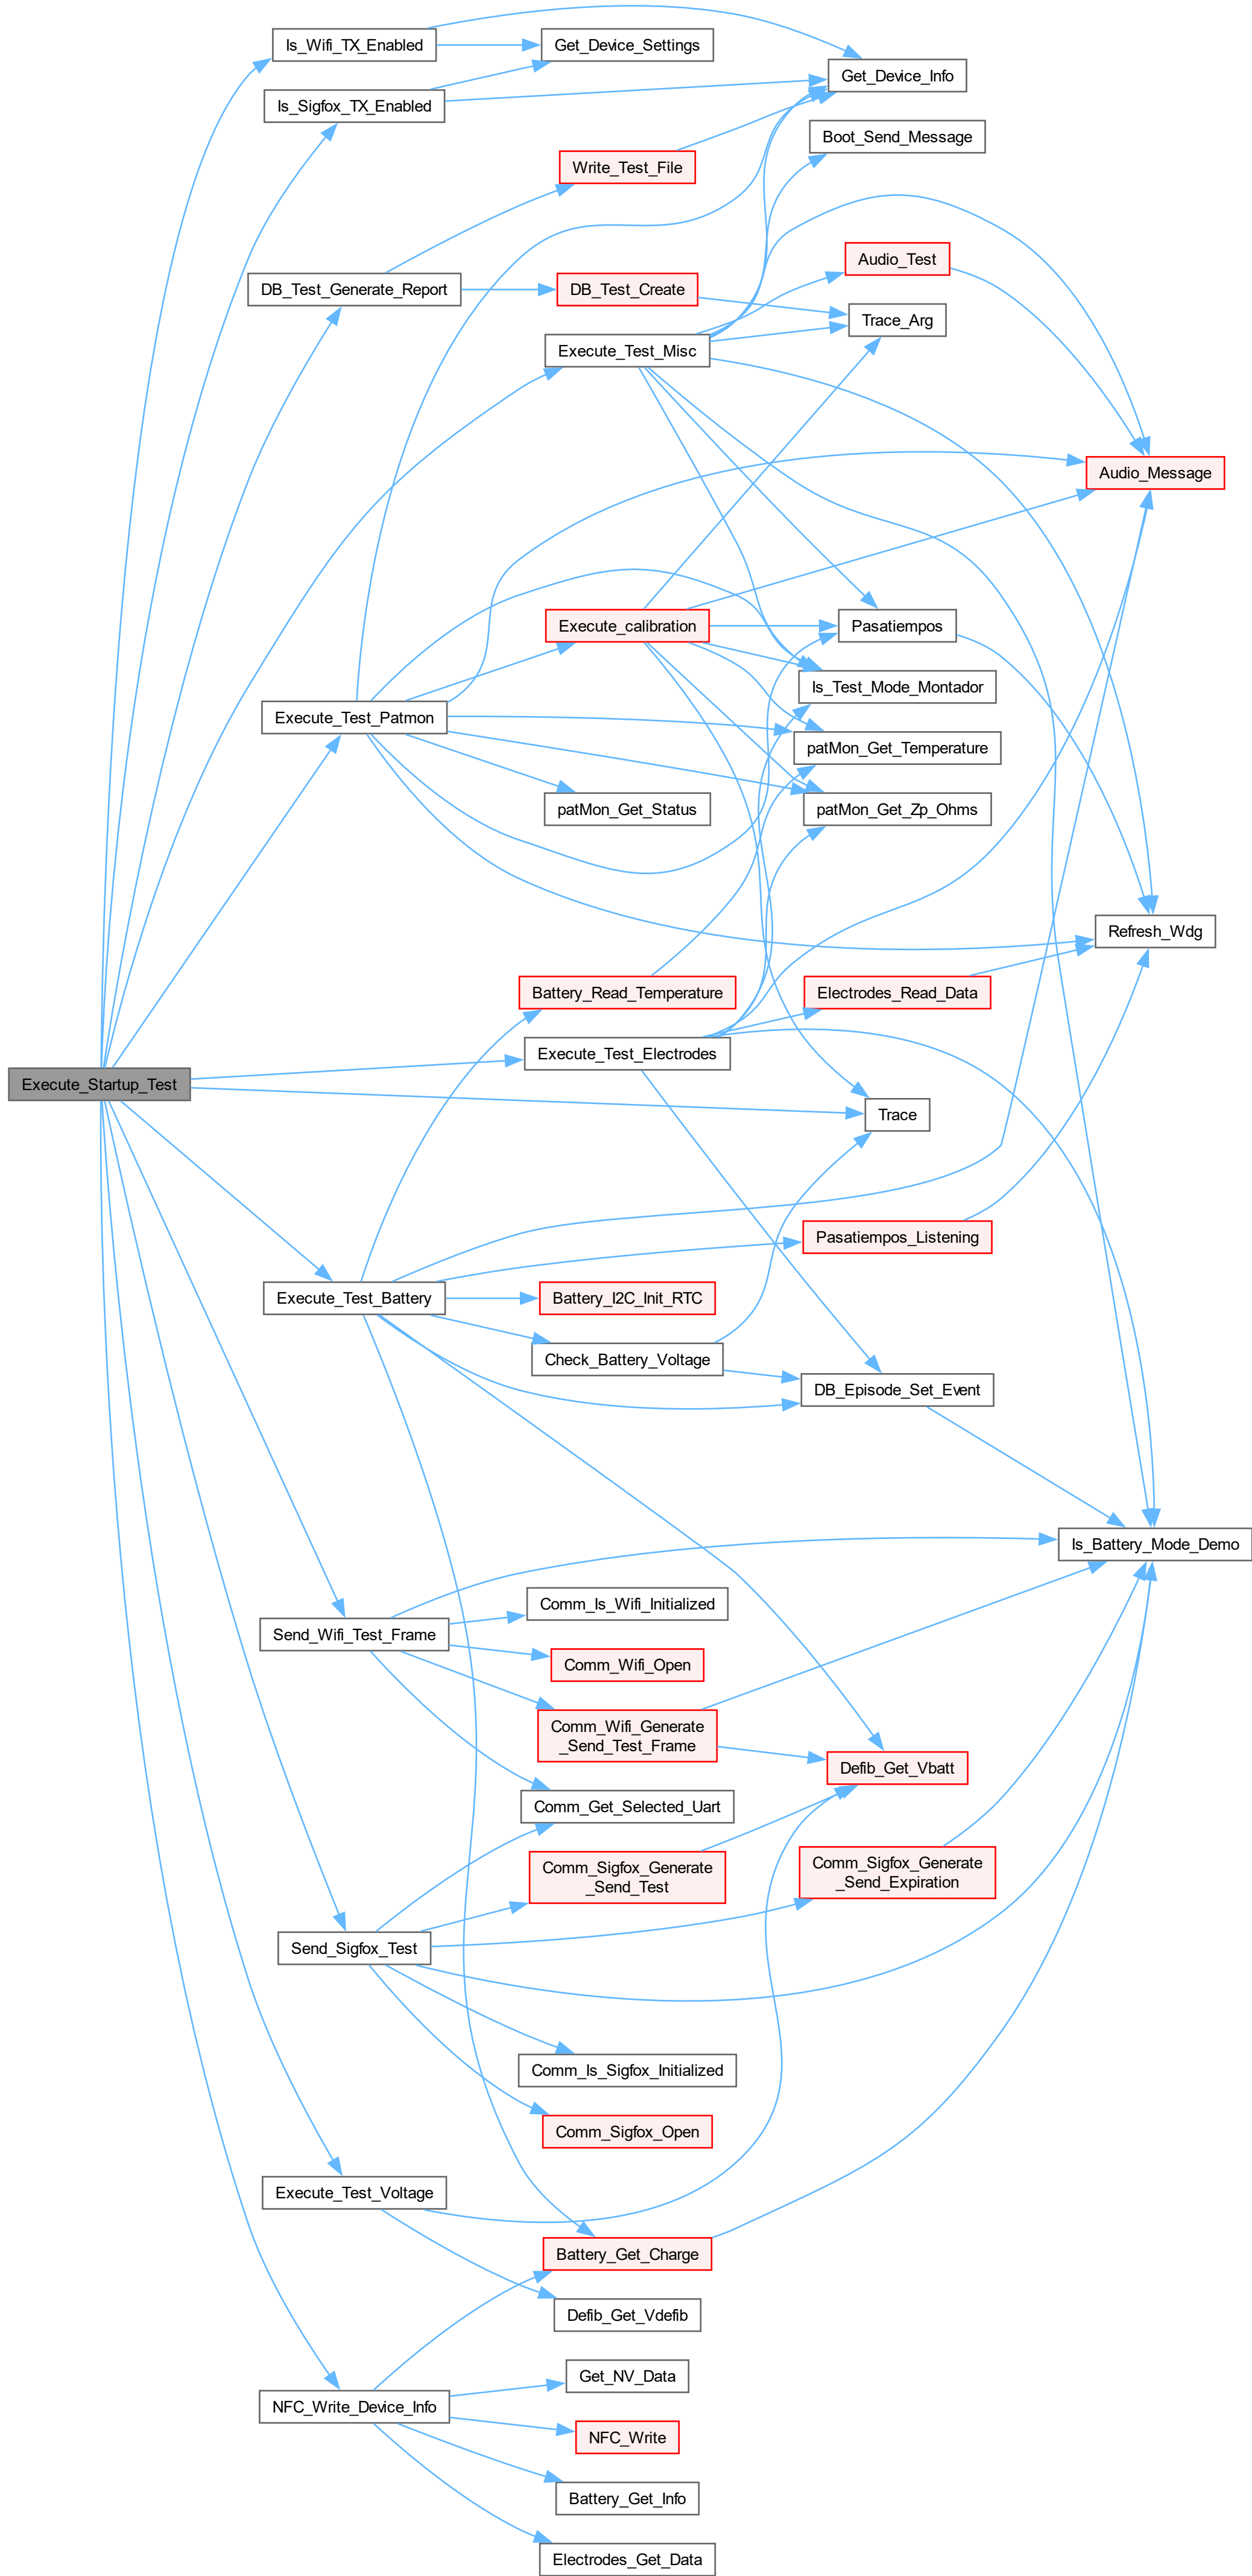 Is_Wifi_TX_Enabled
Get_Device_Settings
Get_Device_Info
Is_Sigfox_TX_Enabled
Boot_Send_Message
Write_Test_File
Audio_Test
DB_Test_Generate_Report
DB_Test_Create
Trace_Arg
Execute_Test_Misc
Audio_Message
Execute_calibration
Pasatiempos
Is_Test_Mode_Montador
Execute_Test_Patmon
patMon_Get_Temperature
patMon_Get_Status
patMon_Get_Zp_Ohms
Refresh_Wdg
Battery_Read_Temperature
Electrodes_Read_Data
Execute_Test_Electrodes
Execute_Startup_Test
Trace
Pasatiempos_Listening
Execute_Test_Battery
Battery_I2C_Init_RTC
Check_Battery_Voltage
DB_Episode_Set_Event
Is_Battery_Mode_Demo
Comm_Is_Wifi_Initialized
Send_Wifi_Test_Frame
Comm_Wifi_Open
Comm_Wifi_Generate
_Send_Test_Frame
Defib_Get_Vbatt
Comm_Get_Selected_Uart
Comm_Sigfox_Generate
_Send_Test
Comm_Sigfox_Generate
_Send_Expiration
Send_Sigfox_Test
Comm_Is_Sigfox_Initialized
Comm_Sigfox_Open
Execute_Test_Voltage
Battery_Get_Charge
Defib_Get_Vdefib
Get_NV_Data
NFC_Write_Device_Info
NFC_Write
Battery_Get_Info
Electrodes_Get_Data